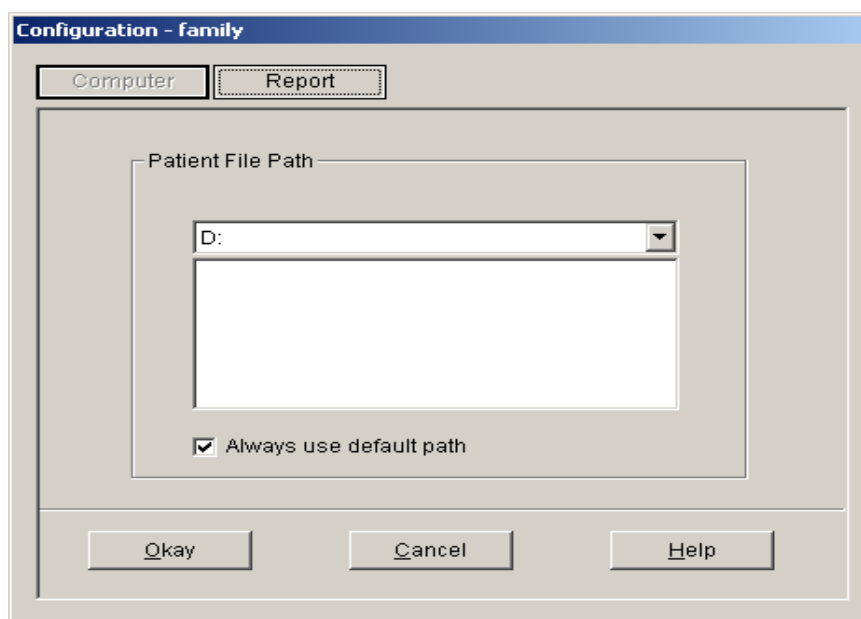 Configuration - family
Computer Report
Patient File Path
D:
Always use default path
Okay Cancel Help